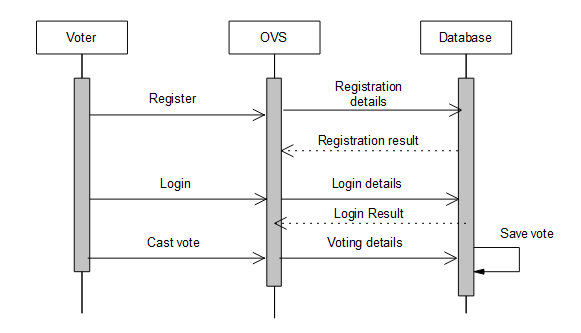 Voter
OVS
Database
Register
Registration
details
Registration result
Login
Login details
Login Result
Cast vote
Voting details
Save vote